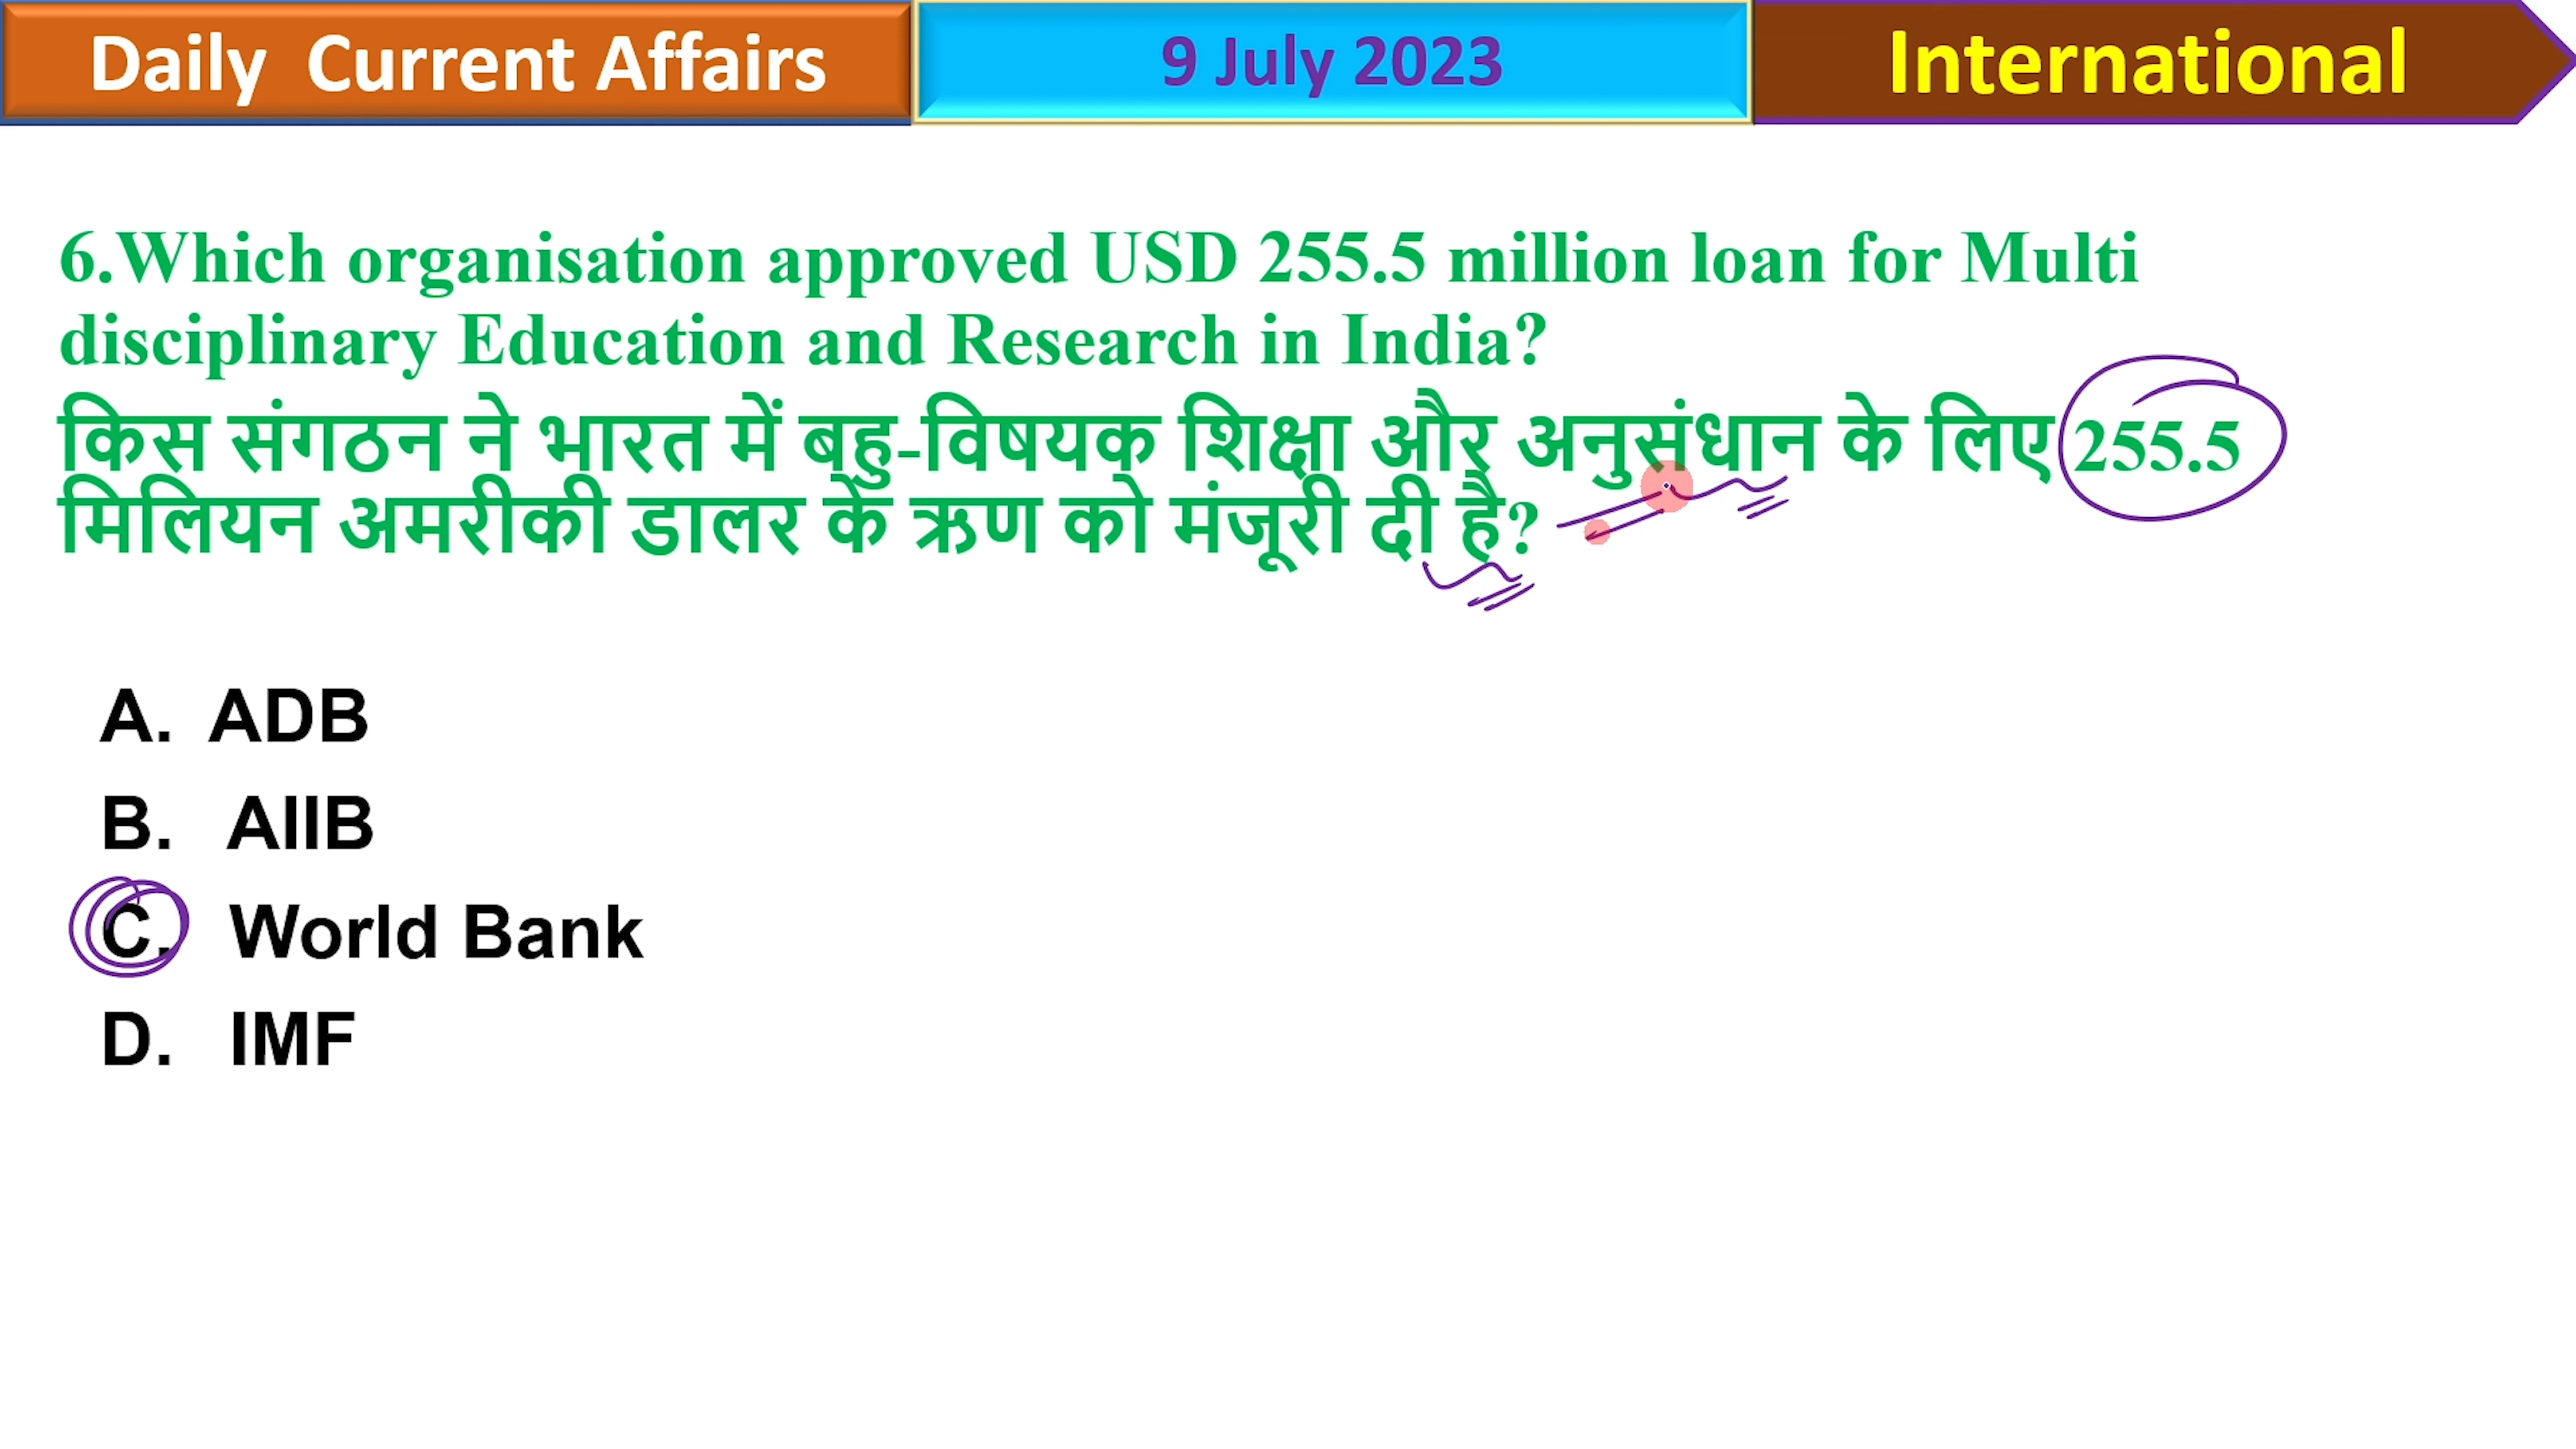 Daily Current Affairs
9 July 2023
International
6.Which organisation approved USD 255.5 million loan for Multi
disciplinary Education and Research in India?
किस संगठन ने भारत में बहु-विषयक शिक्षा और अनुसंधान के लिए 255.5
मिलियन अमरीकी डालर के ऋण को मंजूरी दी है?
A. ADB
B. AIIB
C. World Bank
D. IMF